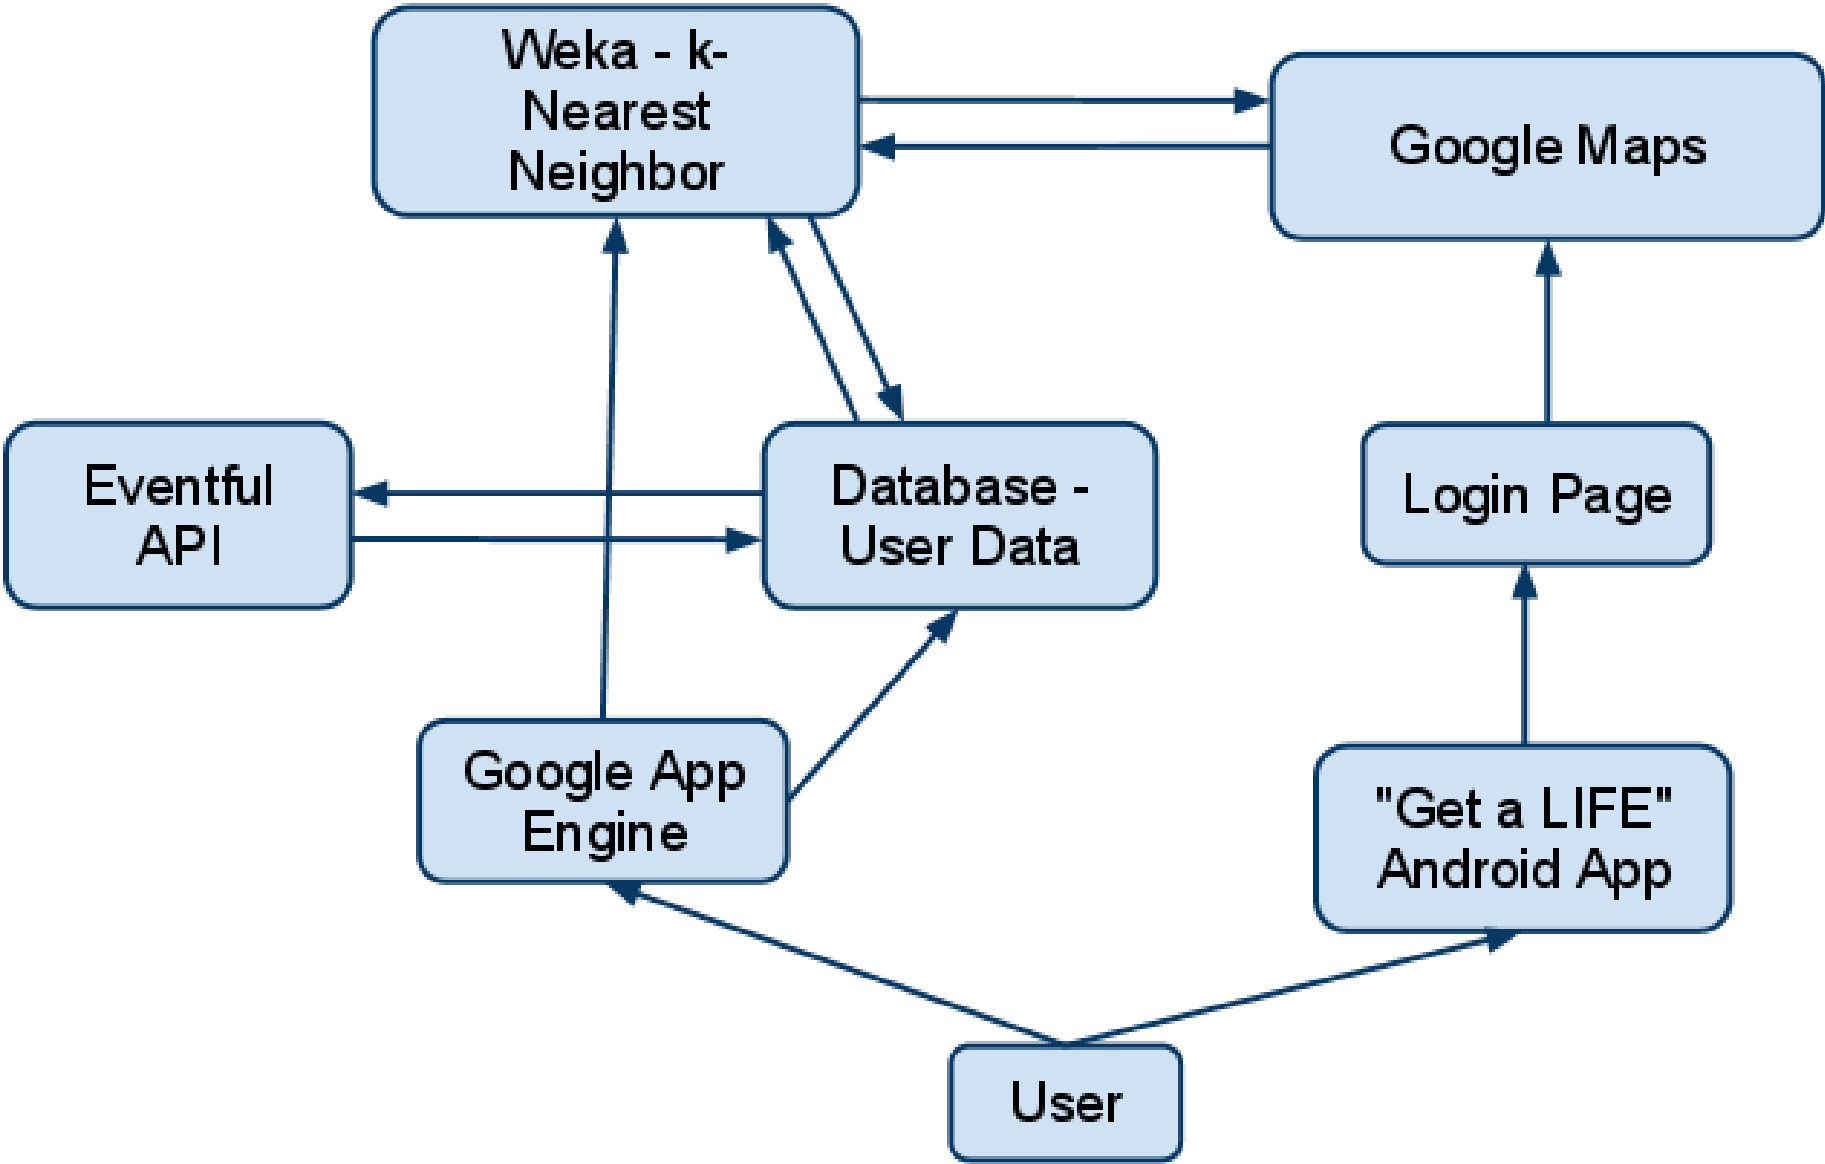 Weka - k-
Nearest
Neighbor
Google Maps
Eventful
API
Database -
User Data
Login Page
Google App
Engine
"Get a LIFE"
Android App
User